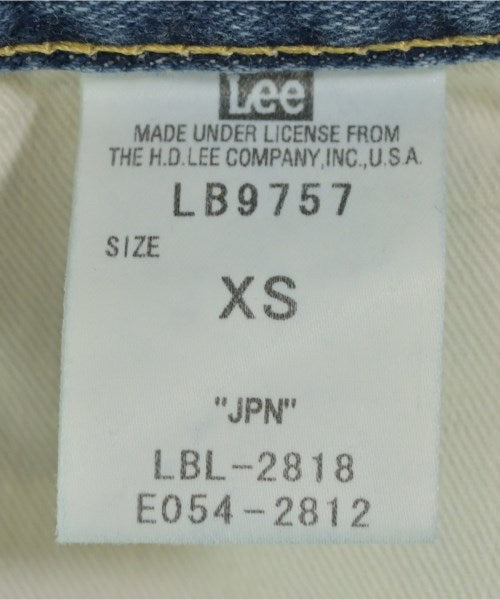 Lee
MADE UNDER LICENSE FROM
THE H.D.LEE COMPANY,INC.,U.S.A.
LB9757
SIZE
XS
"JPN"
LBL-2818
E054-2812